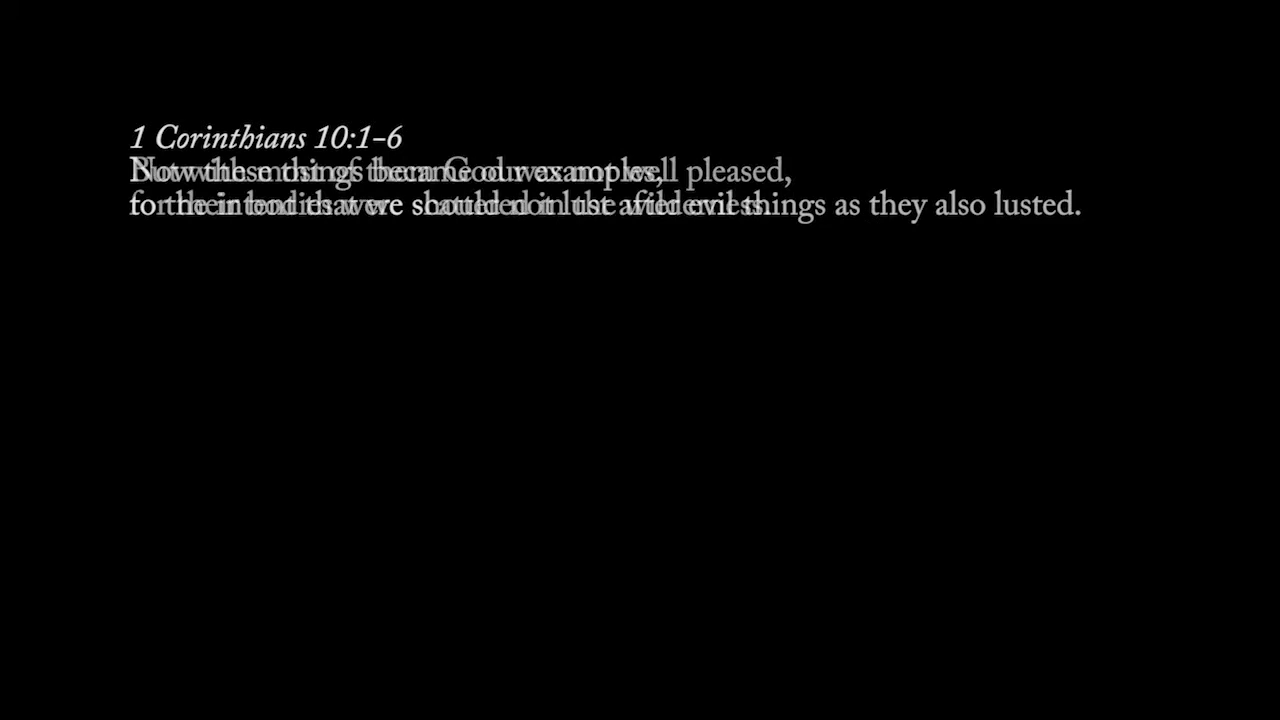 1 Corinthians 10:1-6
But with most of them God was not well pleased,
for their bodies were scattered in the wilderness.
Now these things became our examples,
to the intent that we should not lust after evil things as they also lusted.